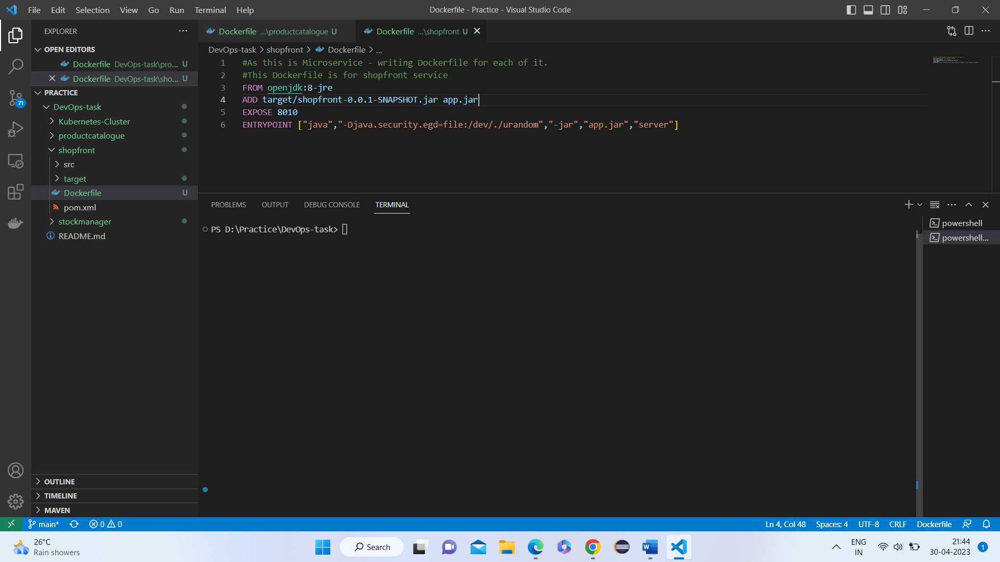 File Edit Selection View Go Run Terminal Help
Dockerfile - Practice - Visual Studio Code
EXPLORER
OPEN EDITORS
Dockerfile DevOps-task\pro... U
Dockerfile DevOps-task\sho... U
PRACTICE
DevOps-task
Kubernetes-Cluster
productcatalogue
shopfront
src
target
Dockerfile U
pom.xml
stockmanager
README.md
OUTLINE
TIMELINE
MAVEN
71
Dockerfile ...\productcatalogue U
Dockerfile ...\shopfront U
DevOps-task > shopfront > Dockerfile > ...
1 #As this is Microservice - writing Dockerfile for each of it.
2 #This Dockerfile is for shopfront service
3 FROM openjdk:8-jre
4 ADD target/shopfront-0.0.1-SNAPSHOT.jar app.jar
5 EXPOSE 8010
6 ENTRYPOINT ["java","-Djava.security.egd=file:/dev/./urandom","-jar","app.jar","server"]
PROBLEMS OUTPUT DEBUG CONSOLE TERMINAL
PS D:\Practice\DevOps-task>
powershell
powershell...
main* 0 0
Ln 4, Col 48 Spaces: 4 UTF-8 CRLF Dockerfile
26°C
Rain showers
Search
ENG
IN
21:44
30-04-2023
1